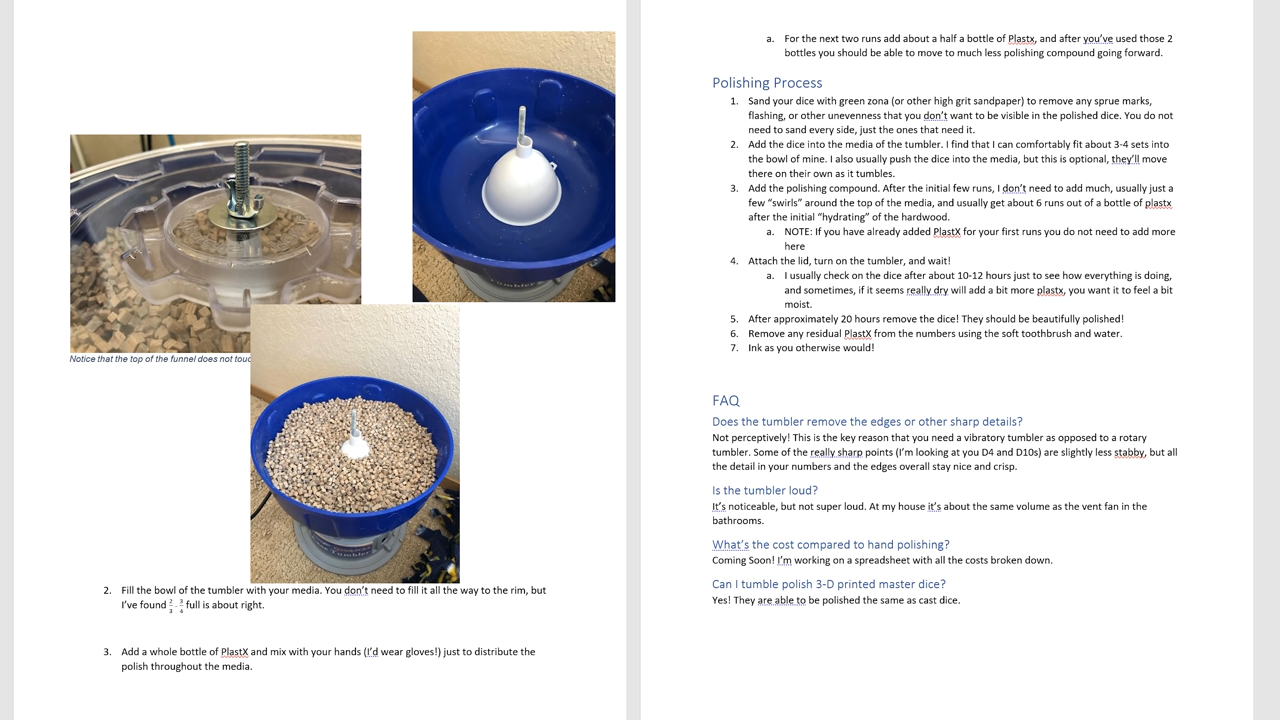 Notice that the top of the funnel does not
2. Fill the bowl of the tumbler with your media. You don’t need to fill it all the way to the rim, but
I’ve found 2/3 - 3/4 full is about right.
3. Add a whole bottle of PlastX and mix with your hands (I’d wear gloves!) just to distribute the
polish throughout the media.
a. For the next two runs add about a half a bottle of Plastx, and after you’ve used those 2
bottles you should be able to move to much less polishing compound going forward.
Polishing Process
1. Sand your dice with green zona (or other high grit sandpaper) to remove any sprue marks,
flashing, or other unevenness that you don’t want to be visible in the polished dice. You do not
need to sand every side, just the ones that need it.
2. Add the dice into the media of the tumbler. I find that I can comfortably fit about 3-4 sets into
the bowl of mine. I also usually push the dice into the media, but this is optional, they’ll move
there on their own as it tumbles.
3. Add the polishing compound. After the initial few runs, I don’t need to add much, usually just a
few “swirls” around the top of the media, and usually get about 6 runs out of a bottle of plastx
after the initial “hydrating” of the hardwood.
a. NOTE: If you have already added PlastX for your first runs you do not need to add more
here
4. Attach the lid, turn on the tumbler, and wait!
a. I usually check on the dice after about 10-12 hours just to see how everything is doing,
and sometimes, if it seems really dry will add a bit more plastx, you want it to feel a bit
moist.
5. After approximately 20 hours remove the dice! They should be beautifully polished!
6. Remove any residual PlastX from the numbers using the soft toothbrush and water.
7. Ink as you otherwise would!
FAQ
Does the tumbler remove the edges or other sharp details?
Not perceptively! This is the key reason that you need a vibratory tumbler as opposed to a rotary
tumbler. Some of the really sharp points (I’m looking at you D4 and D10s) are slightly less stabby, but all
the detail in your numbers and the edges overall stay nice and crisp.
Is the tumbler loud?
It’s noticeable, but not super loud. At my house it’s about the same volume as the vent fan in the
bathrooms.
What’s the cost compared to hand polishing?
Coming Soon! I’m working on a spreadsheet with all the costs broken down.
Can I tumble polish 3-D printed master dice?
Yes! They are able to be polished the same as cast dice.